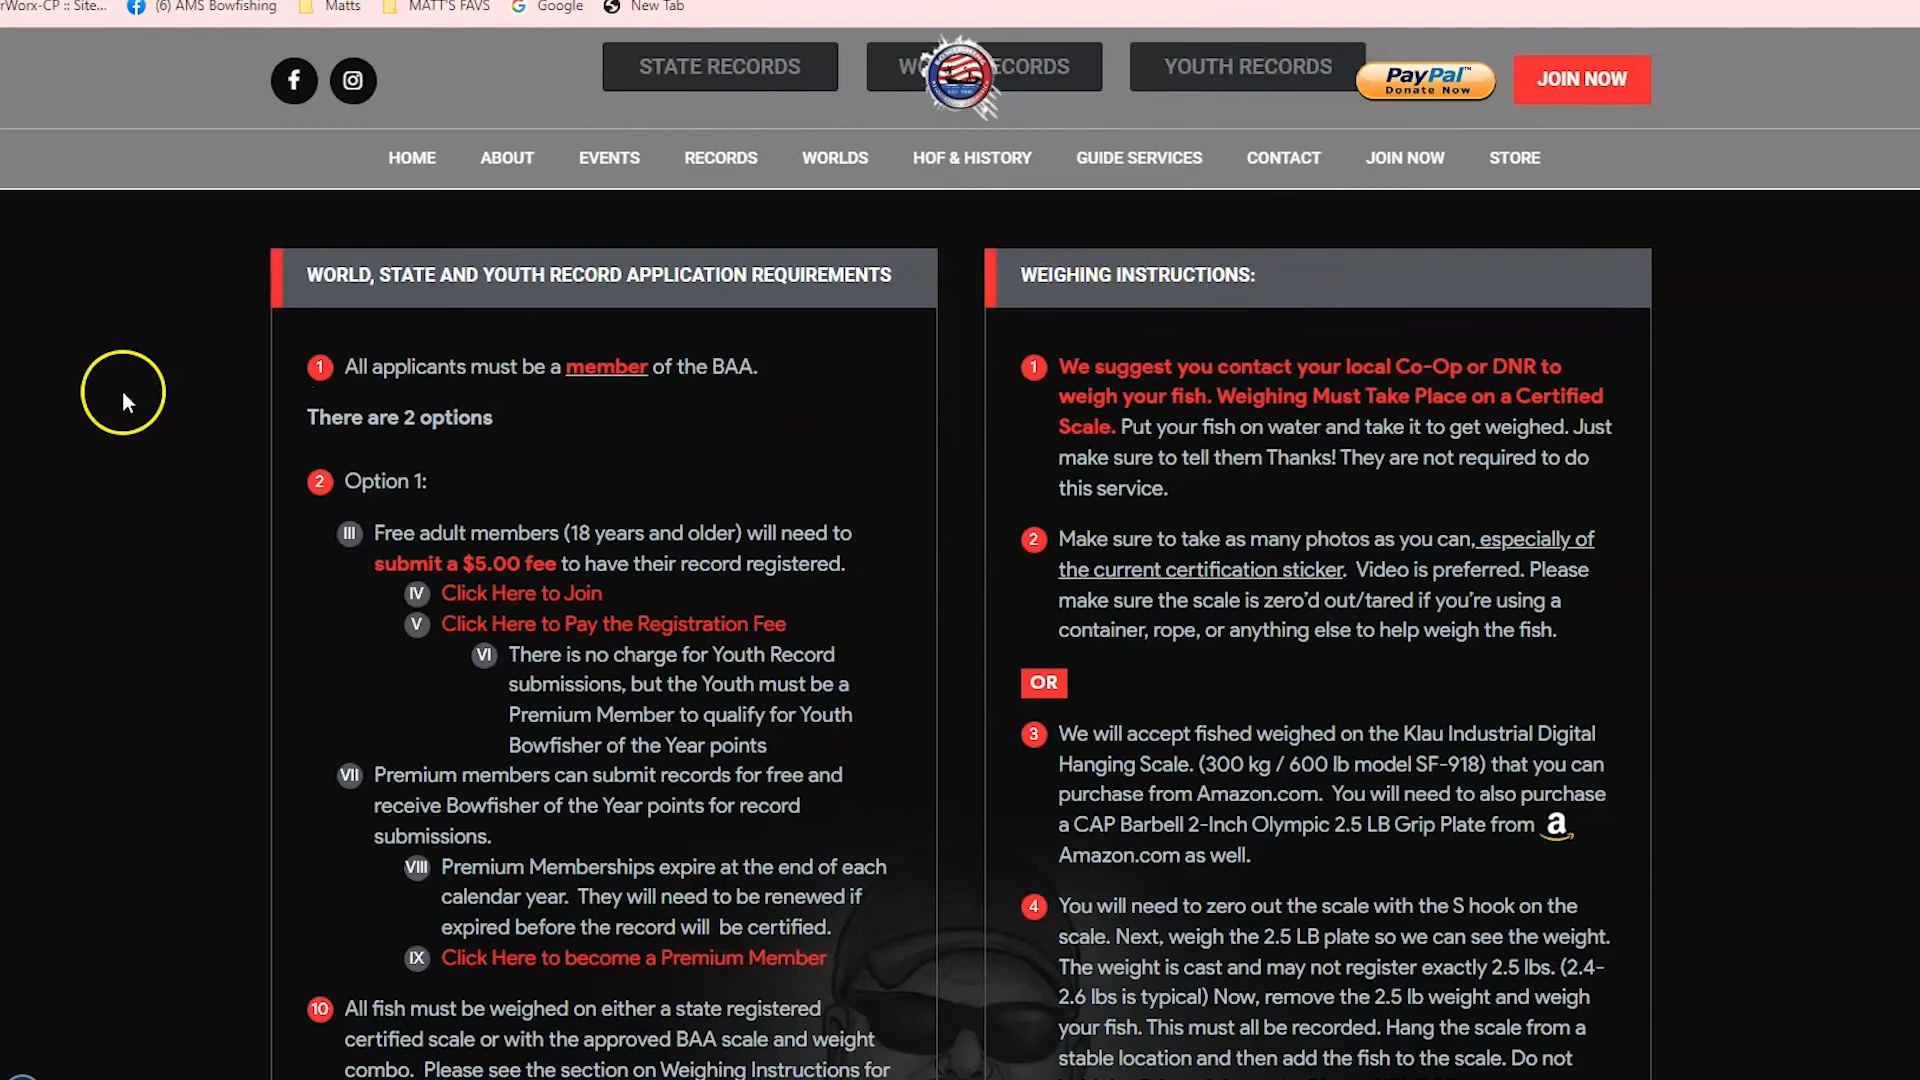 rWorx-CP :: Site... (6) AMS Bowfishing Matts MATT'S FAVS Google New Tab
STATE RECORDS
YOUTH RECORDS
PayPal
Donate Now
JOIN NOW
HOME ABOUT EVENTS RECORDS WORLDS HOF & HISTORY GUIDE SERVICES CONTACT JOIN NOW STORE
WORLD, STATE AND YOUTH RECORD APPLICATION REQUIREMENTS
1 All applicants must be a member of the BAA.
There are 2 options
2 Option 1:
III Free adult members (18 years and older) will need to
submit a $5.00 fee to have their record registered.
IV Click Here to Join
V Click Here to Pay the Registration Fee
VI There is no charge for Youth Record
submissions, but the Youth must be a
Premium Member to qualify for Youth
Bowfisher of the Year points
VII Premium members can submit records for free and
receive Bowfisher of the Year points for record
submissions.
VIII Premium Memberships expire at the end of each
calendar year. They will need to be renewed if
expired before the record will be certified.
IX Click Here to become a Premium Member
10 All fish must be weighed on either a state registered
certified scale or with the approved BAA scale and weight
combo. Please see the section on Weighing Instructions for
WEIGHING INSTRUCTIONS:
1 We suggest you contact your local Co-Op or DNR to
weigh your fish. Weighing Must Take Place on a Certified
Scale. Put your fish on water and take it to get weighed. Just
make sure to tell them Thanks! They are not required to do
this service.
2 Make sure to take as many photos as you can, especially of
the current certification sticker. Video is preferred. Please
make sure the scale is zero'd out/tared if you're using a
container, rope, or anything else to help weigh the fish.
OR
3 We will accept fished weighed on the Klau Industrial Digital
Hanging Scale. (300 kg / 600 lb model SF-918) that you can
purchase from Amazon.com. You will need to also purchase
a CAP Barbell 2-Inch Olympic 2.5 LB Grip Plate from a
Amazon.com as well.
4 You will need to zero out the scale with the S hook on the
scale. Next, weigh the 2.5 LB plate so we can see the weight.
The weight is cast and may not register exactly 2.5 lbs. (2.4-
2.6 lbs is typical) Now, remove the 2.5 lb weight and weigh
your fish. This must all be recorded. Hang the scale from a
stable location and then add the fish to the scale. Do not